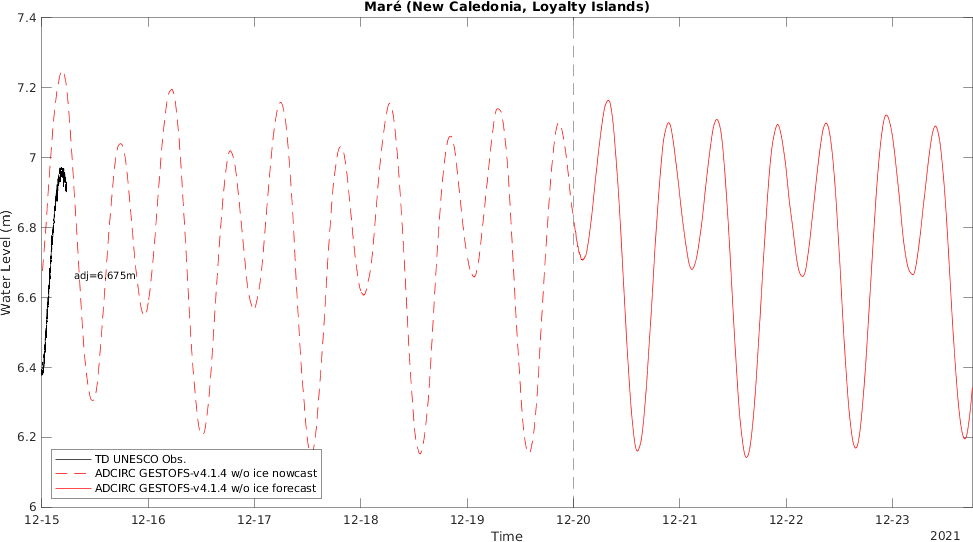 Maré (New Caledonia, Loyalty Islands)
7.4
7.2
7
6.8
6.6
6.4
6.2
6
Water Level (m)
adj=6.675m
TD UNESCO Obs.
ADCIRC GESTOFS-v4.1.4 w/o ice nowcast
ADCIRC GESTOFS-v4.1.4 w/o ice forecast
12-15 12-16 12-17 12-18 12-19 12-20 12-21 12-22 12-23
Time
2021